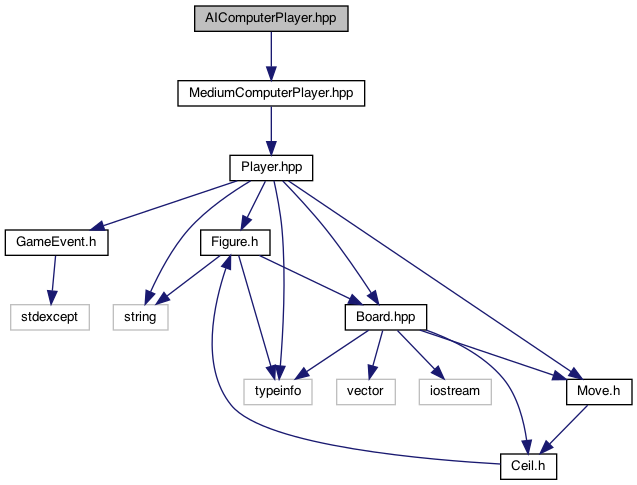 AIComputerPlayer.hpp
MediumComputerPlayer.hpp
Player.hpp
GameEvent.h
Figure.h
stdexcept
string
Board.hpp
typeinfo
vector
iostream
Move.h
Ceil.h